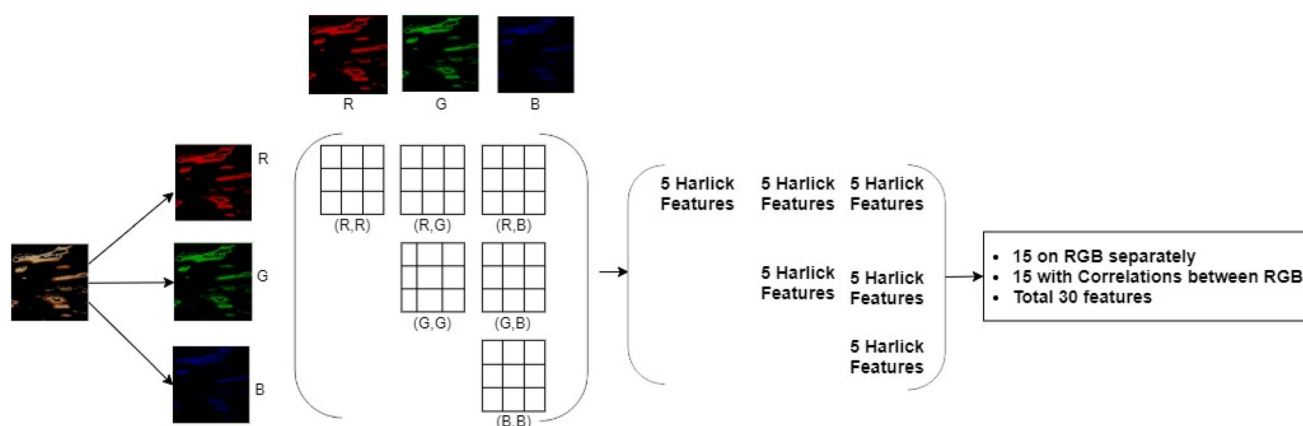 R G B
R
G
B
(R,R) (R,G) (R,B)
(G,G) (G,B)
(B,B)
5 Harlick 5 Harlick 5 Harlick
Features Features Features
5 Harlick 5 Harlick
Features Features
5 Harlick
Features
• 15 on RGB separately
• 15 with Correlations between RGB
• Total 30 features